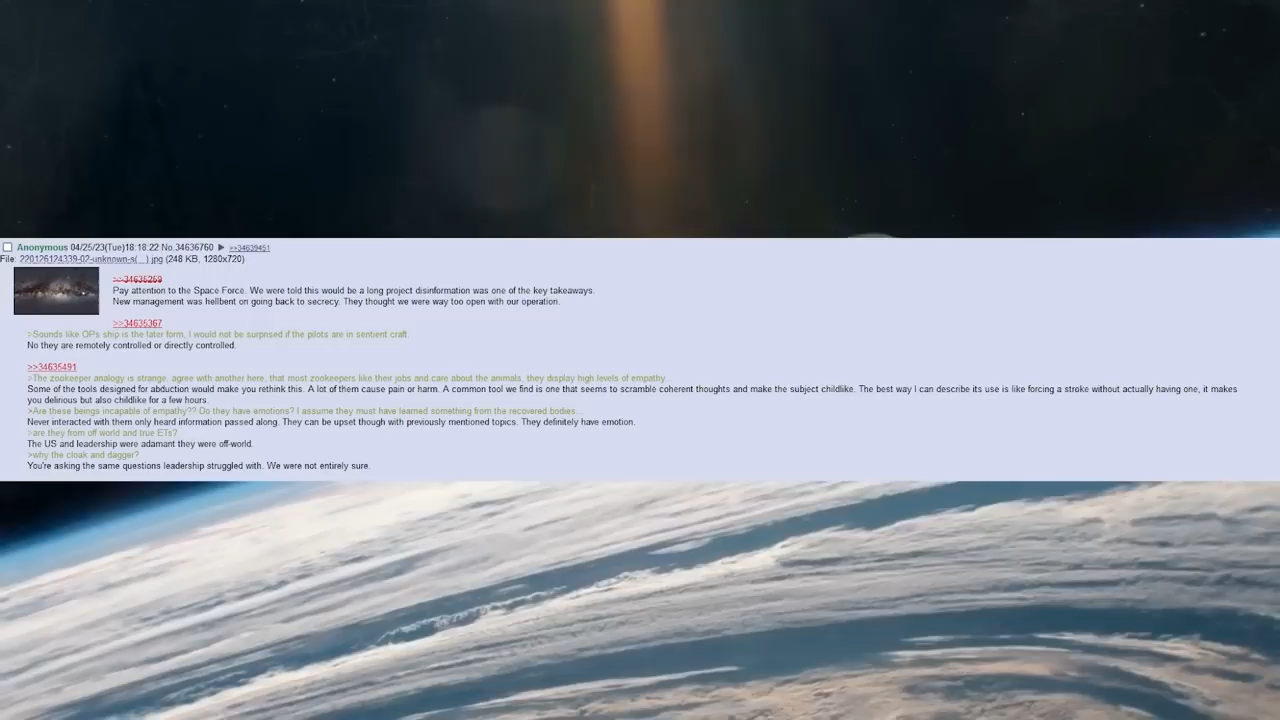 Anonymous 04/25/23(Tue)18:18:22 No.34636760 ▶ >>34639451
File: 220126124339-02-unknown-s(...).jpg (248 KB, 1280x720)
>>34635259
Pay attention to the Space Force. We were told this would be a long project disinformation was one of the key takeaways.
New management was hellbent on going back to secrecy. They thought we were way too open with our operation.
>>34635367
>Sounds like OPs ship is the later form, I would not be surprised if the pilots are in sentient craft.
No they are remotely controlled or directly controlled.
>>34635491
>The zookeeper analogy is strange, agree with another here, that most zookeepers like their jobs and care about the animals, they display high levels of empathy...
Some of the tools designed for abduction would make you rethink this. A lot of them cause pain or harm. A common tool we find is one that seems to scramble coherent thoughts and make the subject childlike. The best way I can describe its use is like forcing a stroke without actually having one, it makes
you delirious but also childlike for a few hours.
>Are these beings incapable of empathy?? Do they have emotions? I assume they must have learned something from the recovered bodies...
Never interacted with them only heard information passed along. They can be upset though with previously mentioned topics. They definitely have emotion.
>are they from off world and true ETs?
The US and leadership were adamant they were off-world.
>why the cloak and dagger?
You're asking the same questions leadership struggled with. We were not entirely sure.